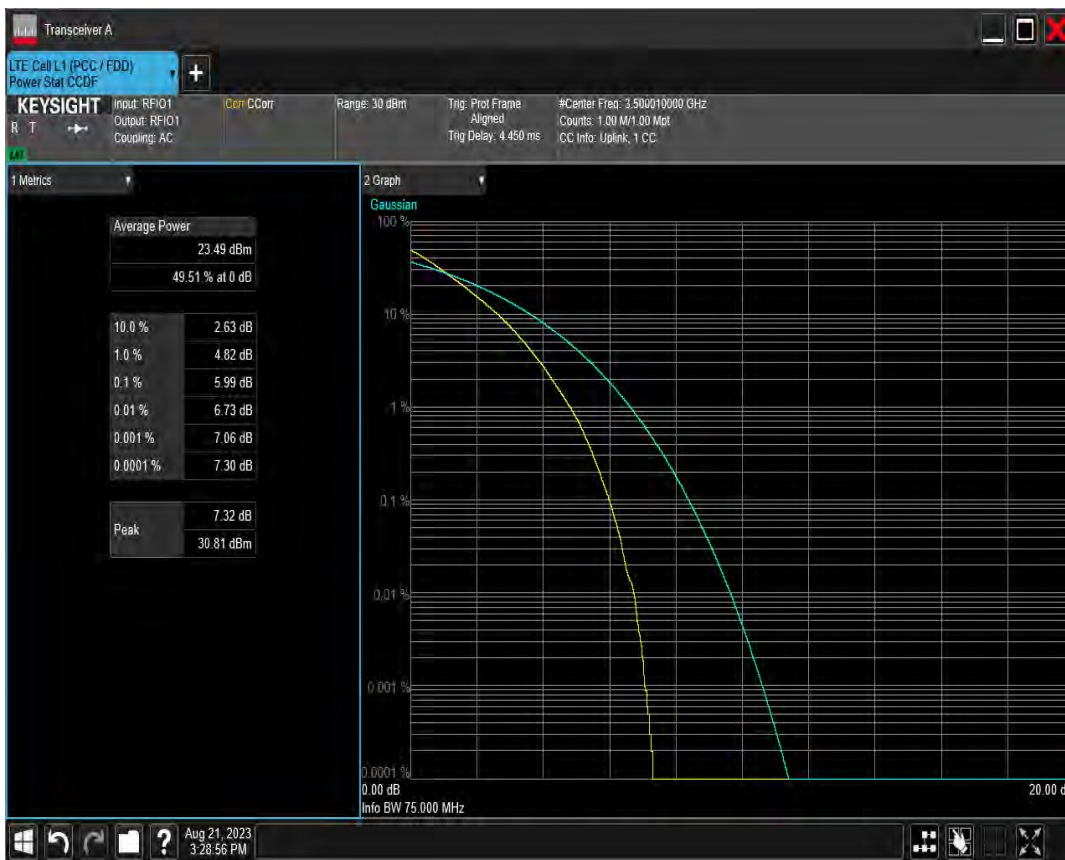 Transceiver A
LTE Cell L1 (PCC / FDD)
Power Stat CCDF
+
KEYSIGHT
R T
LNI
Input: RFIO1
Output: RFIO1
Coupling: AC
Corr CCorr
Range: 30 dBm
Trig: Prot Frame
Aligned
Trig Delay: 4.450 ms
#Center Freq: 3.500010000 GHz
Counts: 1.00 M/1.00 Mpt
CC Info: Uplink, 1 CC
1 Metrics
Average Power
23.49 dBm
49.51 % at 0 dB
10.0 % 2.63 dB
1.0 % 4.82 dB
0.1 % 5.99 dB
0.01 % 6.73 dB
0.001 % 7.06 dB
0.0001 % 7.30 dB
Peak 7.32 dB
30.81 dBm
2 Graph
Gaussian
100 %
10 %
1 %
0.1 %
0.01 %
0.001 %
0.0001 %
0.00 dB
20.00 d
Info BW 75.000 MHz
?
Aug 21, 2023
3:28:56 PM